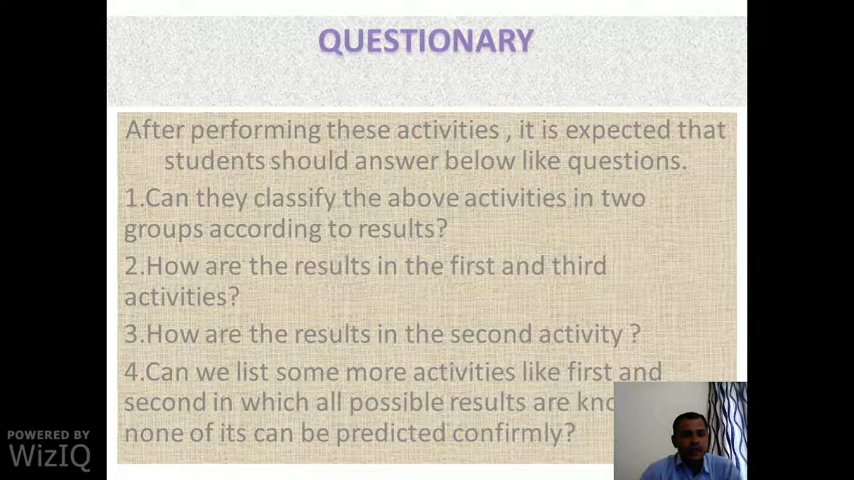 QUESTIONARY
After performing these activities , it is expected that
students should answer below like questions.
1.Can they classify the above activities in two
groups according to results?
2.How are the results in the first and third
activities?
3.How are the results in the second activity ?
4.Can we list some more activities like first and
second in which all possible results are
none of its can be predicted confirmly?
POWERED BY
WizIQ